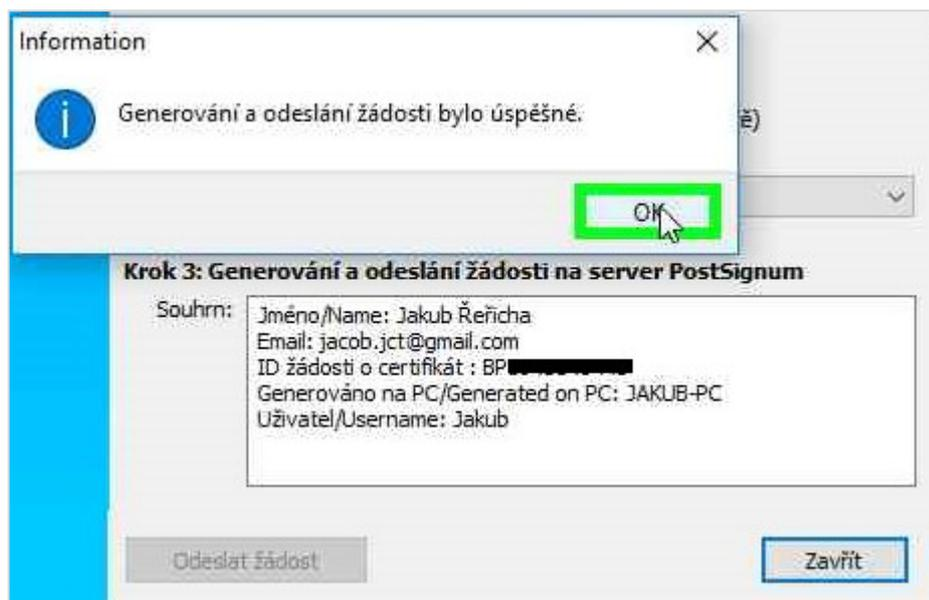 Information
Generování a odeslání žádosti bylo úspěšné.
ě)
OK
Krok 3: Generování a odeslání žádosti na server PostSignum
Souhrn:
Jméno/Name: Jakub Řeřicha
Email: jacob.jct@gmail.com
ID žádosti o certifikát : BP
Generováno na PC/Generated on PC: JAKUB-PC
Uživatel/Username: Jakub
Odeslat žádost
Zavřít